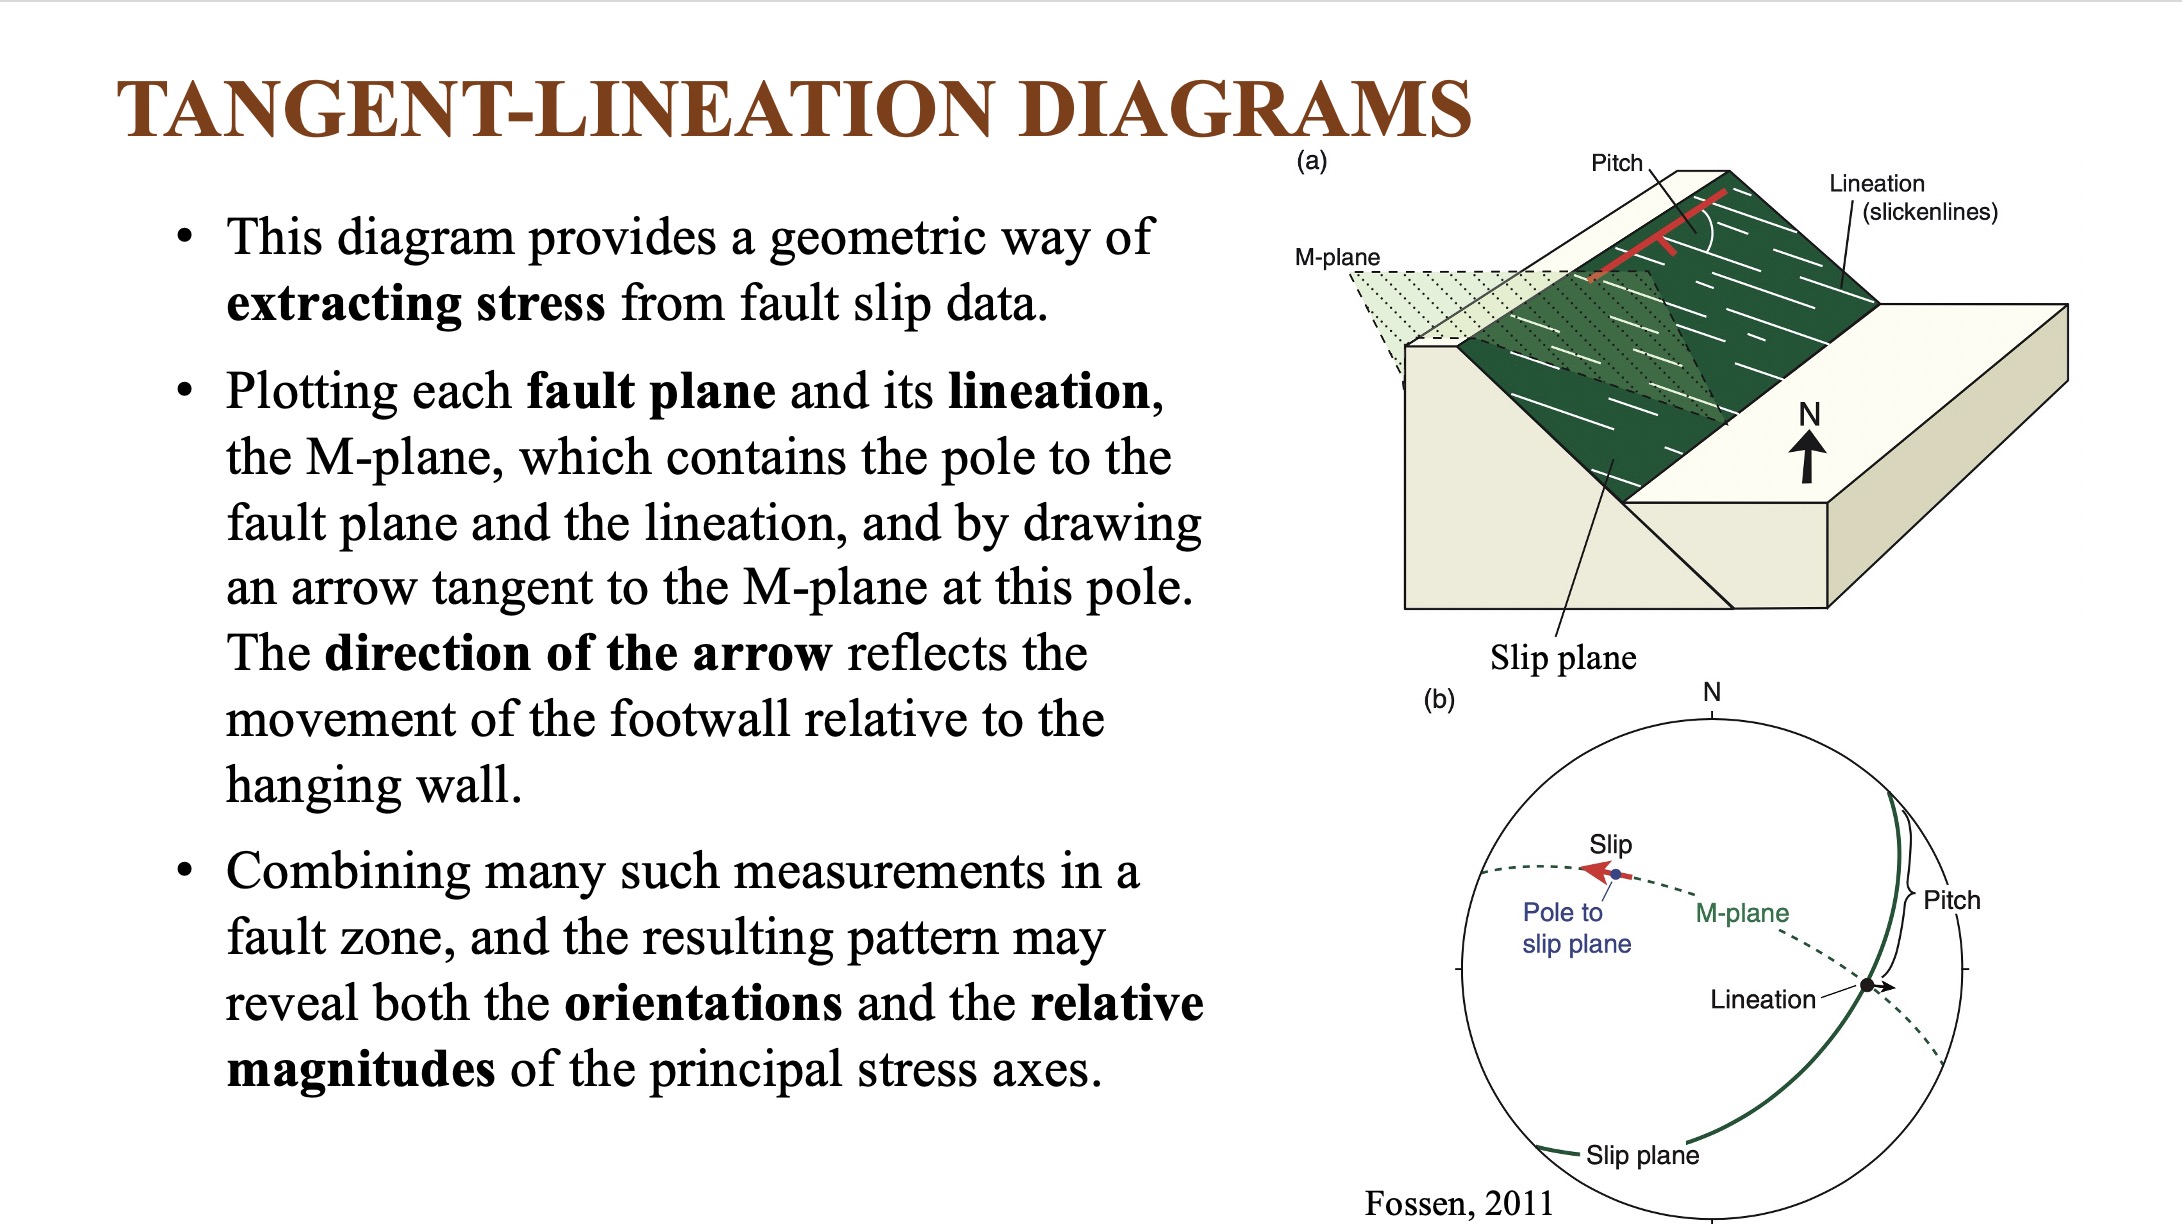 TANGENT-LINEATION DIAGRAMS
• This diagram provides a geometric way of
extracting stress from fault slip data.
• Plotting each fault plane and its lineation,
the M-plane, which contains the pole to the
fault plane and the lineation, and by drawing
an arrow tangent to the M-plane at this pole.
The direction of the arrow reflects the
movement of the footwall relative to the
hanging wall.
• Combining many such measurements in a
fault zone, and the resulting pattern may
reveal both the orientations and the relative
magnitudes of the principal stress axes.
(a)
Pitch
Lineation
(slickenlines)
M-plane
N
Slip plane
(b)
N
Slip
Pole to
slip plane
M-plane
Pitch
Lineation
Slip plane
Fossen, 2011